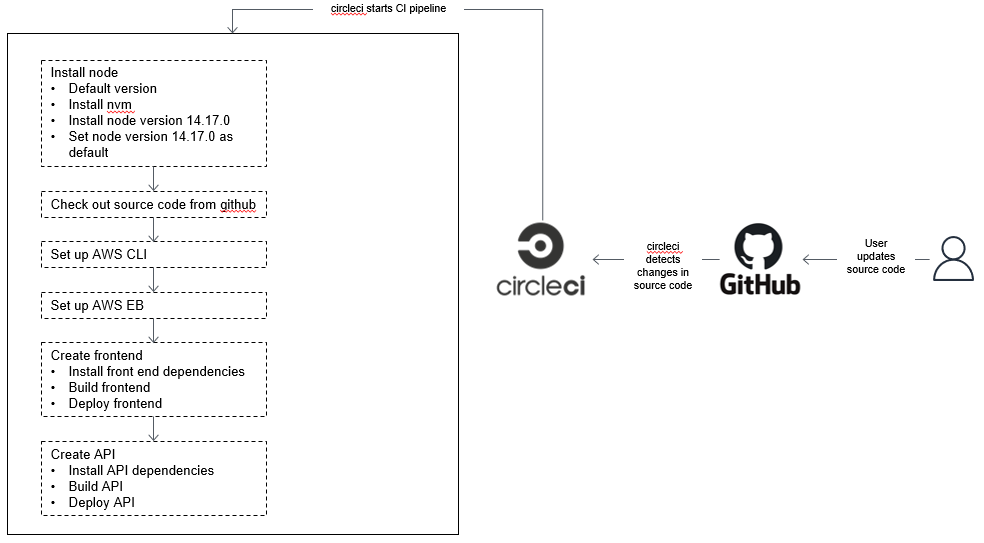 circleci starts CI pipeline
Install node
• Default version
• Install nvm
• Install node version 14.17.0
• Set node version 14.17.0 as
default
Check out source code from github
Set up AWS CLI
Set up AWS EB
Create frontend
• Install front end dependencies
• Build frontend
• Deploy frontend
Create API
• Install API dependencies
• Build API
• Deploy API
circleci
circleci
detects
changes in
source code
GitHub
User
updates
source code